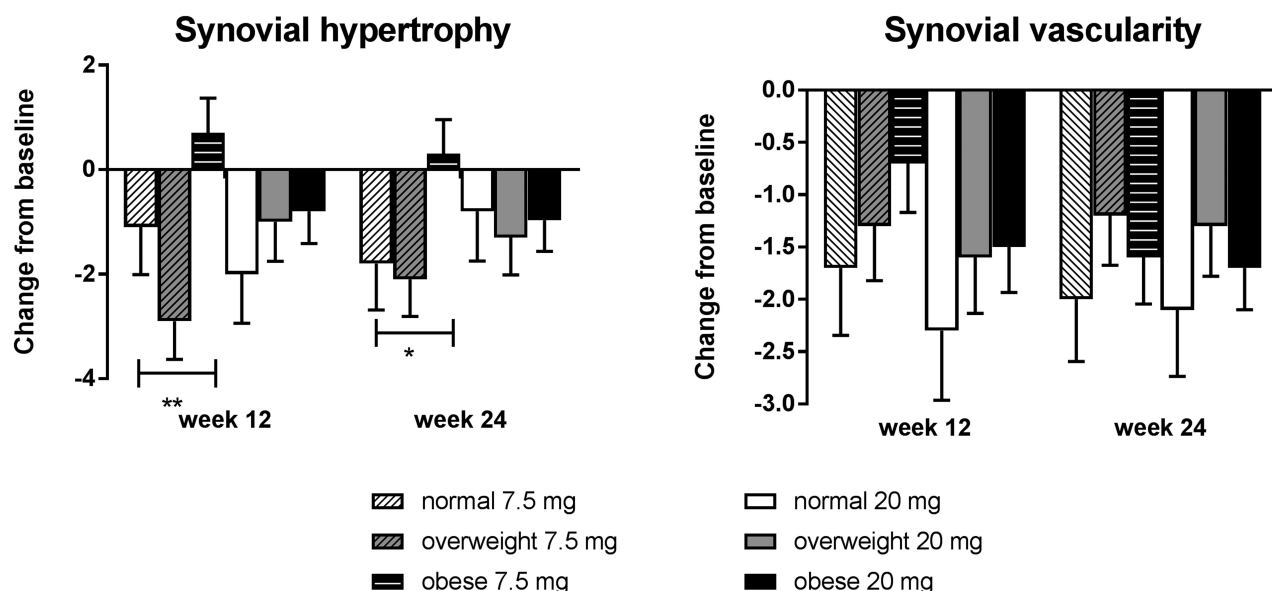 Synovial hypertrophy
Change from baseline
2
0
-2
-4
**
*
week 12
week 24
Synovial vascularity
Change from baseline
0.0
-0.5
-1.0
-1.5
-2.0
-2.5
-3.0
week 12
week 24
normal 7.5 mg
overweight 7.5 mg
obese 7.5 mg
normal 20 mg
overweight 20 mg
obese 20 mg